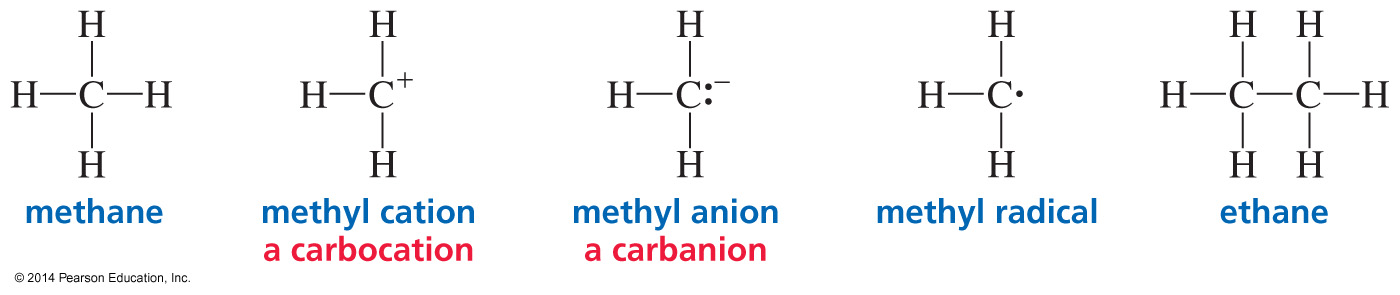 H H H H H H
H—C—H H—C+ H—C:− H—C· H—C—C—H
H H H H H H
methane methyl cation methyl anion methyl radical ethane
a carbocation a carbanion
© 2014 Pearson Education, Inc.